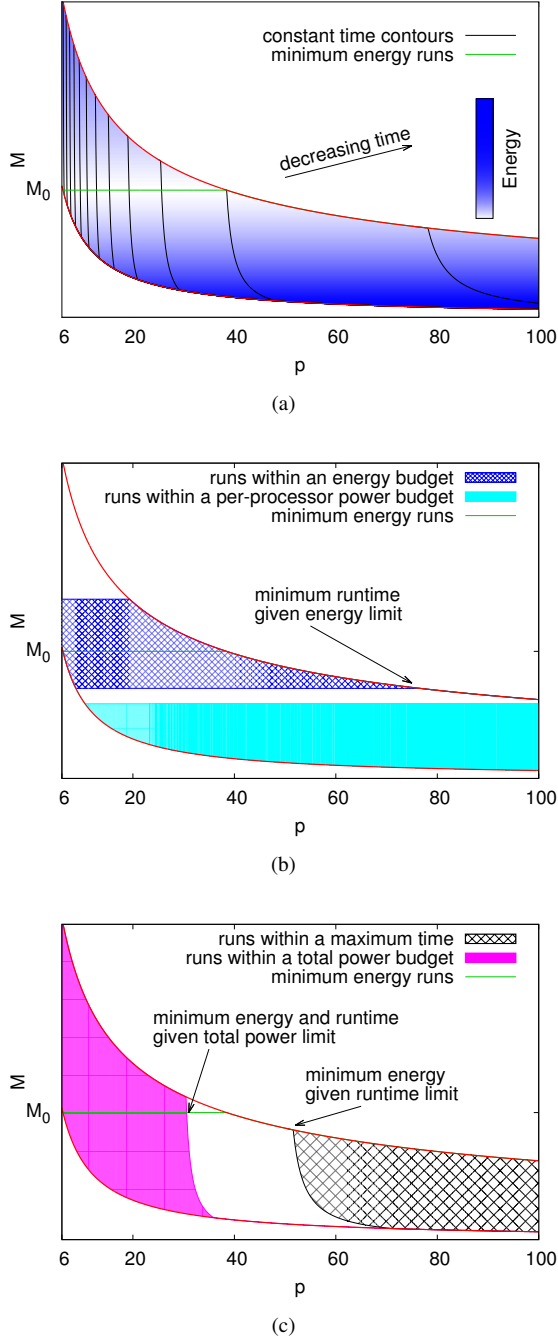 constant time contours
minimum energy runs
decreasing time
Energy
M
M0
6 20 40 60 80 100
p
(a)
runs within an energy budget
runs within a per-processor power budget
minimum energy runs
minimum runtime
given energy limit
M
M0
6 20 40 60 80 100
p
(b)
runs within a maximum time
runs within a total power budget
minimum energy runs
minimum energy and runtime
given total power limit
minimum energy
given runtime limit
M
M0
6 20 40 60 80 100
p
(c)